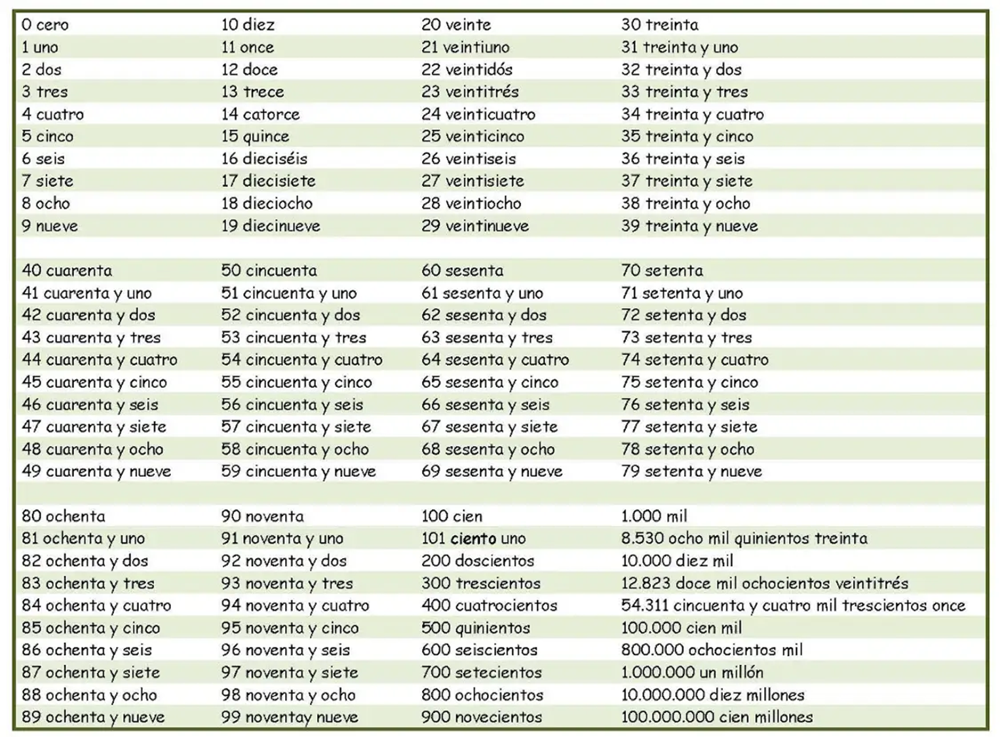 0 cero 10 diez 20 veinte 30 treinta
1 uno 11 once 21 veintiuno 31 treinta y uno
2 dos 12 doce 22 veintidós 32 treinta y dos
3 tres 13 trece 23 veintitrés 33 treinta y tres
4 cuatro 14 catorce 24 veinticuatro 34 treinta y cuatro
5 cinco 15 quince 25 veinticinco 35 treinta y cinco
6 seis 16 dieciséis 26 veintiseis 36 treinta y seis
7 siete 17 diecisiete 27 veintisiete 37 treinta y siete
8 ocho 18 dieciocho 28 veintiocho 38 treinta y ocho
9 nueve 19 diecinueve 29 veintinueve 39 treinta y nueve
40 cuarenta 50 cincuenta 60 sesenta 70 setenta
41 cuarenta y uno 51 cincuenta y uno 61 sesenta y uno 71 setenta y uno
42 cuarenta y dos 52 cincuenta y dos 62 sesenta y dos 72 setenta y dos
43 cuarenta y tres 53 cincuenta y tres 63 sesenta y tres 73 setenta y tres
44 cuarenta y cuatro 54 cincuenta y cuatro 64 sesenta y cuatro 74 setenta y cuatro
45 cuarenta y cinco 55 cincuenta y cinco 65 sesenta y cinco 75 setenta y cinco
46 cuarenta y seis 56 cincuenta y seis 66 sesenta y seis 76 setenta y seis
47 cuarenta y siete 57 cincuenta y siete 67 sesenta y siete 77 setenta y siete
48 cuarenta y ocho 58 cincuenta y ocho 68 sesenta y ocho 78 setenta y ocho
49 cuarenta y nueve 59 cincuenta y nueve 69 sesenta y nueve 79 setenta y nueve
80 ochenta 90 noventa 100 cien 1.000 mil
81 ochenta y uno 91 noventa y uno 101 ciento uno 8.530 ocho mil quinientos treinta
82 ochenta y dos 92 noventa y dos 200 doscientos 10.000 diez mil
83 ochenta y tres 93 noventa y tres 300 trescientos 12.823 doce mil ochocientos veintitrés
84 ochenta y cuatro 94 noventa y cuatro 400 cuatrocientos 54.311 cincuenta y cuatro mil trescientos once
85 ochenta y cinco 95 noventa y cinco 500 quinientos 100.000 cien mil
86 ochenta y seis 96 noventa y seis 600 seiscientos 800.000 ochocientos mil
87 ochenta y siete 97 noventa y siete 700 setecientos 1.000.000 un millón
88 ochenta y ocho 98 noventa y ocho 800 ochocientos 10.000.000 diez millones
89 ochenta y nueve 99 noventay nueve 900 novecientos 100.000.000 cien millones